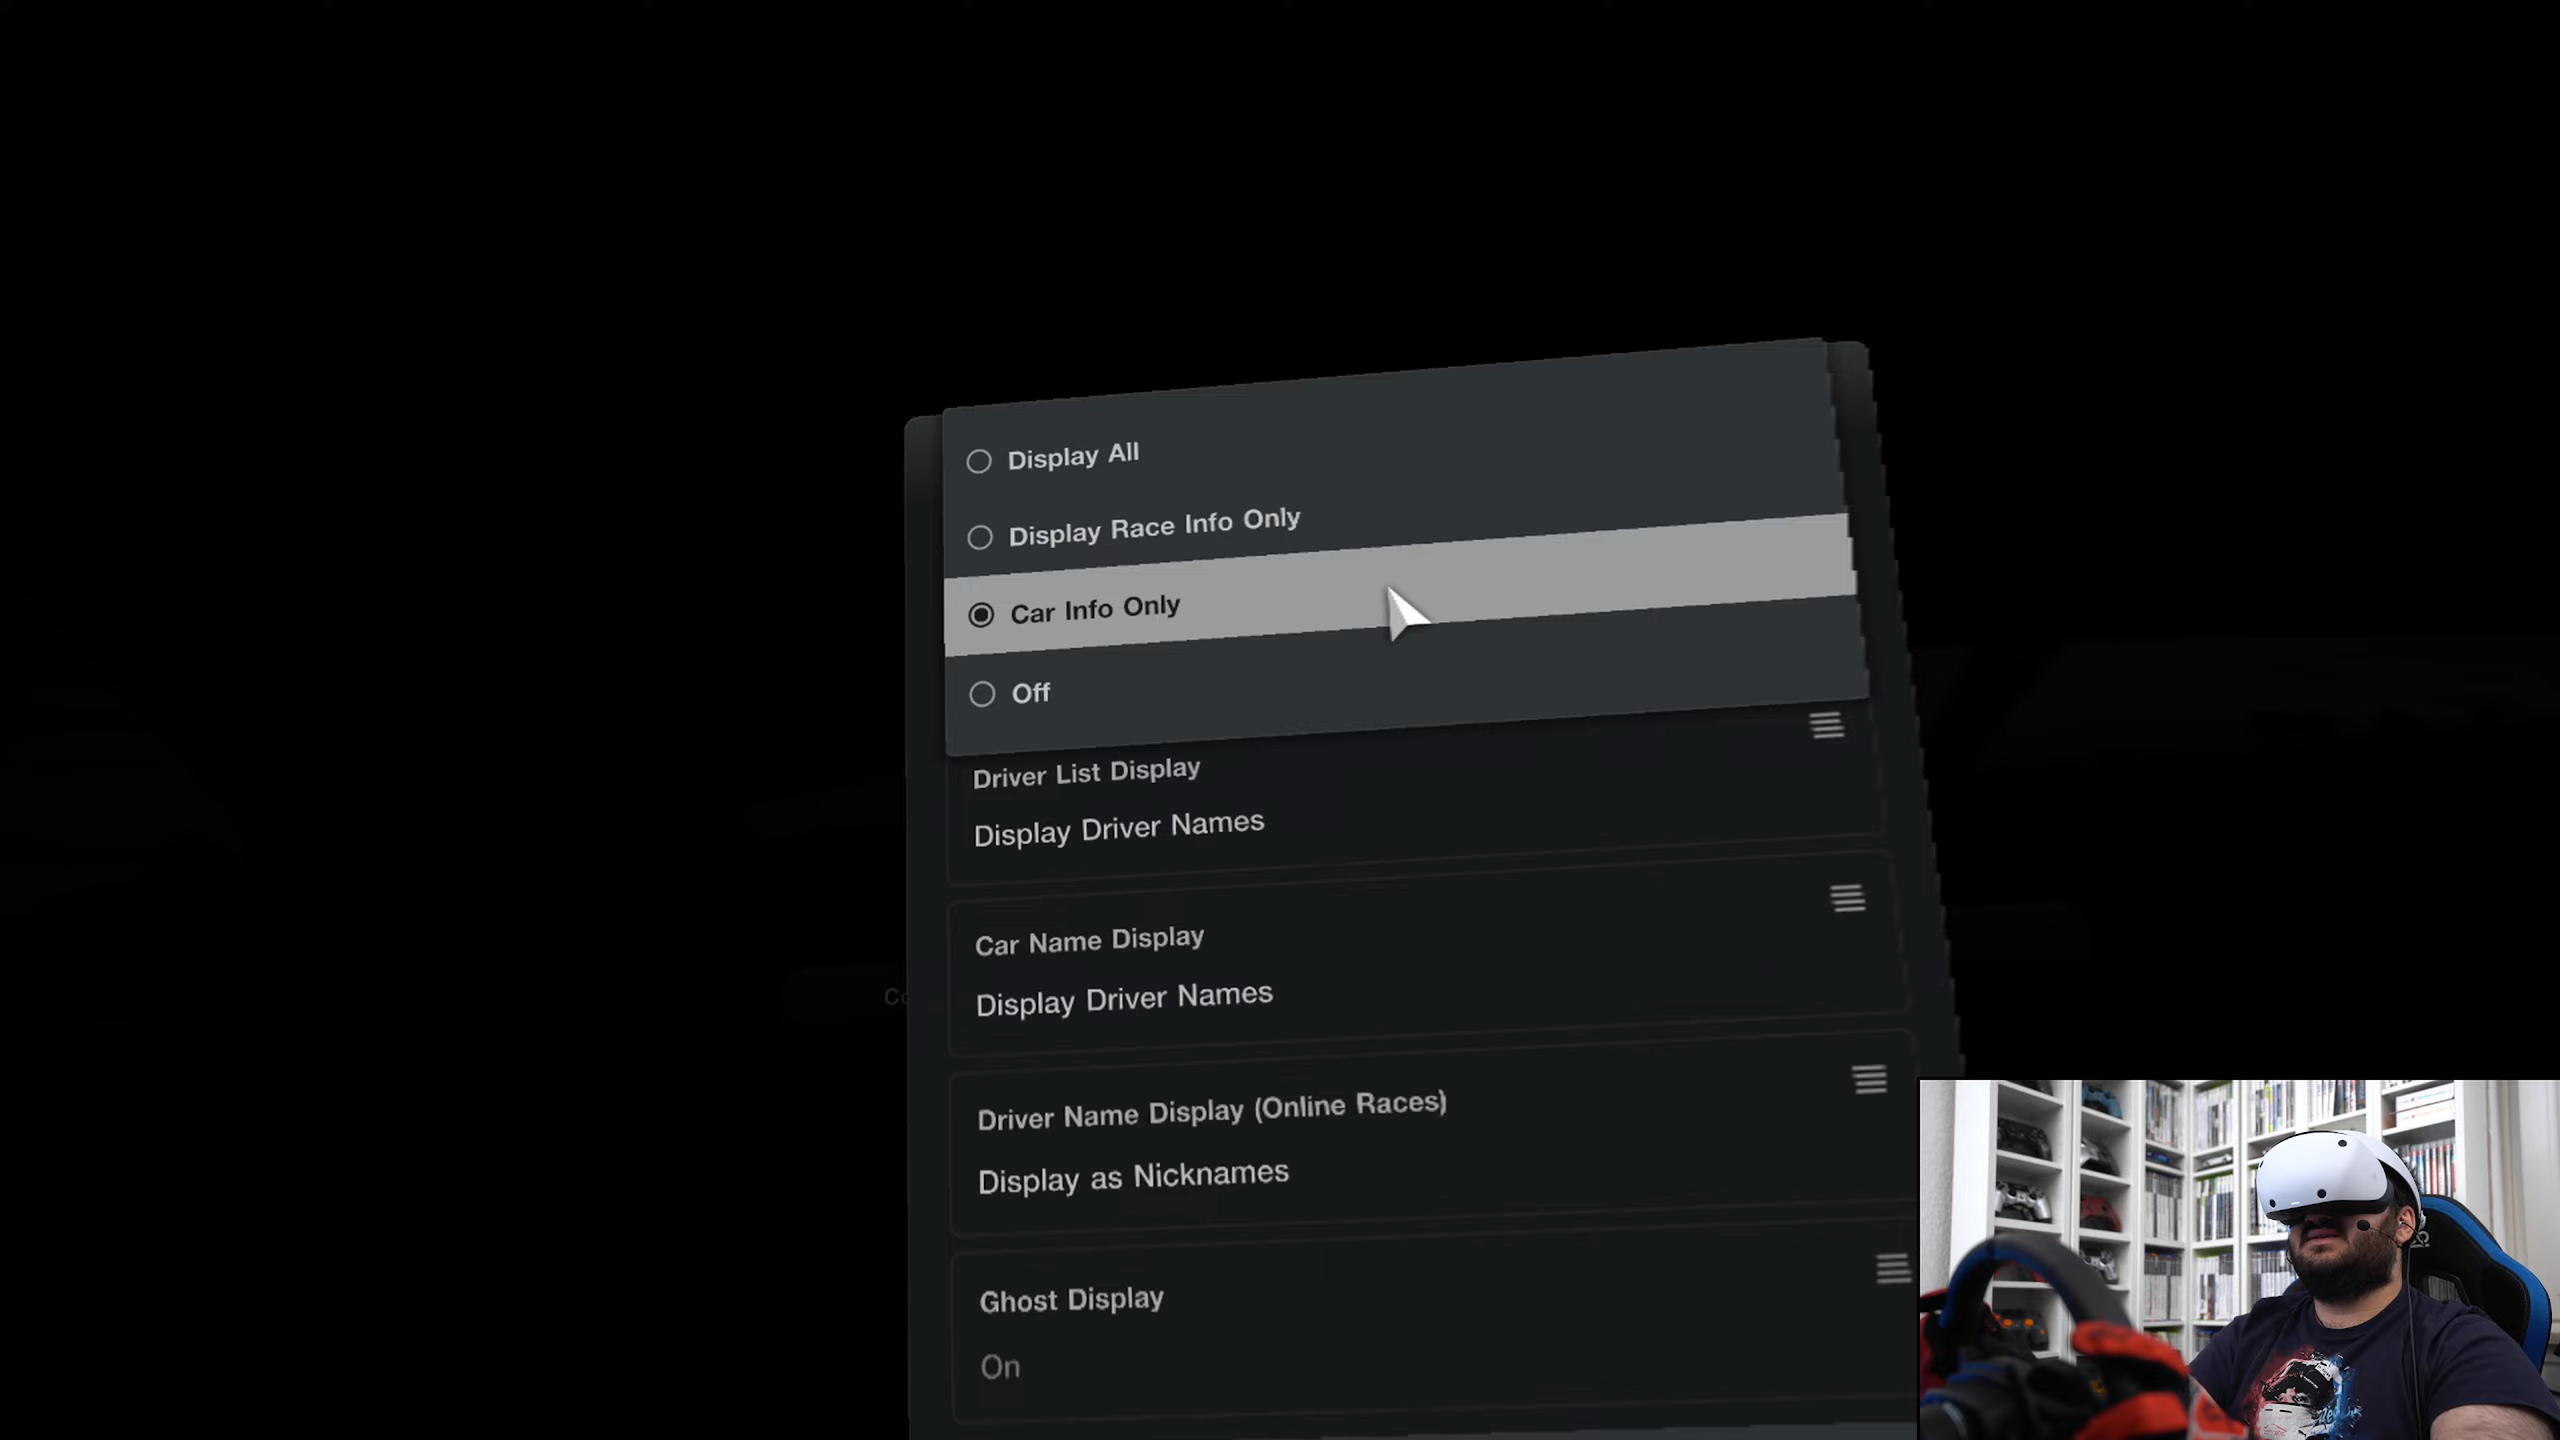 Display All
Display Race Info Only
Car Info Only
Off
Driver List Display
Display Driver Names
Car Name Display
Display Driver Names
Driver Name Display (Online Races)
Display as Nicknames
Ghost Display
On